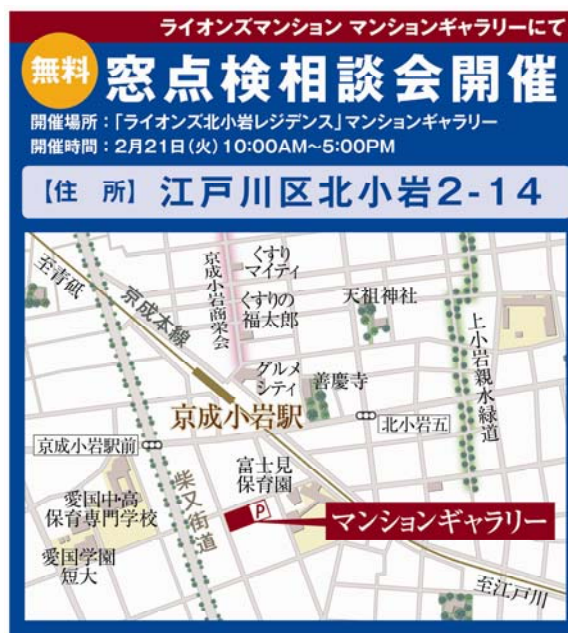 ライオンズマンション マンションギャラリーにて
無料
窓点検相談会開催
開催場所：「ライオンズ北小岩レジデンス」マンションギャラリー
開催時間：2月21日(火)10:00AM～5:00PM
【住 所】 江戸川区北小岩2-14
至青砥
京成本線
京成小岩商栄会
くすり
マイティ
くすりの
福太郎
天祖神社
上小岩親水緑道
グルメ
シティ
善慶寺
京成小岩駅
北小岩五
京成小岩駅前
柴又街道
富士見
保育園
愛国中・高
保育専門学校
P
マンションギャラリー
愛国学園
短大
至江戸川